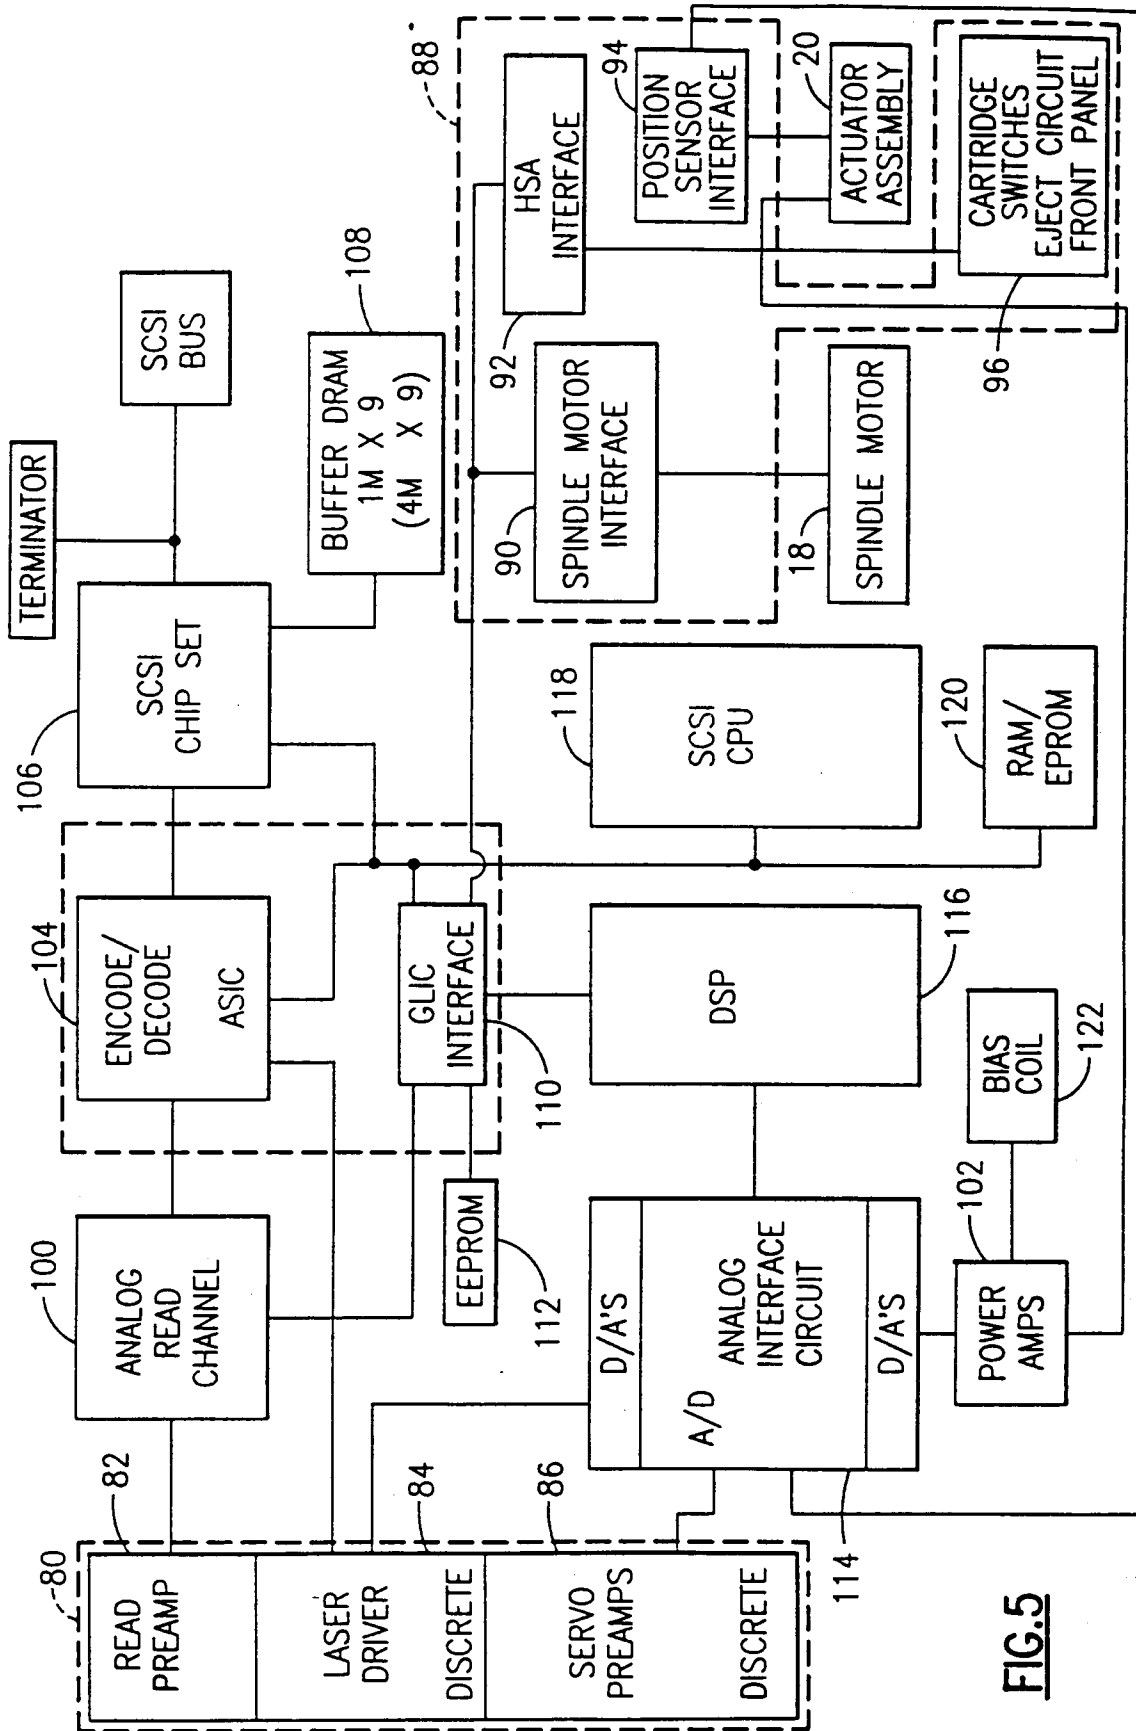 80
READ
PREAMP
82
LASER
DRIVER
DISCRETE
84
SERVO
PREAMPS
DISCRETE
86
ANALOG
READ
CHANNEL
100
ENCODE/
DECODE
ASIC
104
SCSI
CHIP SET
106
TERMINATOR
SCSI
BUS
BUFFER DRAM
1M X 9
(4M X 9)
108
EEPROM
112
GLIC
INTERFACE
110
88
SPINDLE MOTOR
INTERFACE
90
HSA
INTERFACE
92
POSITION
SENSOR
INTERFACE
94
D/A'S
A/D
ANALOG
INTERFACE
CIRCUIT
D/A'S
114
DSP
116
SCSI
CPU
118
SPINDLE MOTOR
18
ACTUATOR
ASSEMBLY
20
CARTRIDGE
SWITCHES
EJECT CIRCUIT
FRONT PANEL
96
POWER
AMPS
102
BIAS
COIL
122
RAM/
EPROM
120
FIG.5